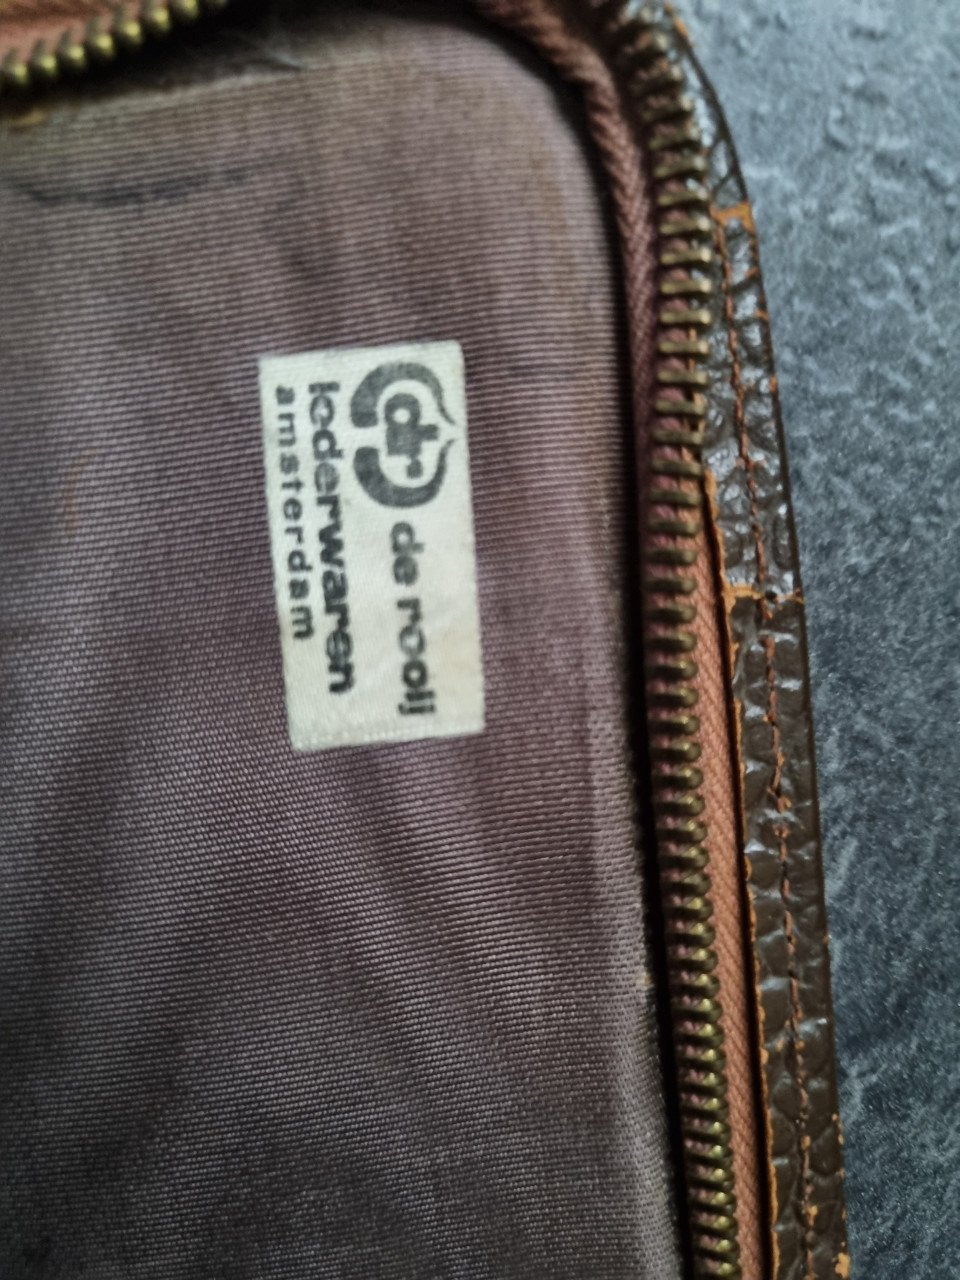 dr.
de rooij
lederwaren
amsterdam